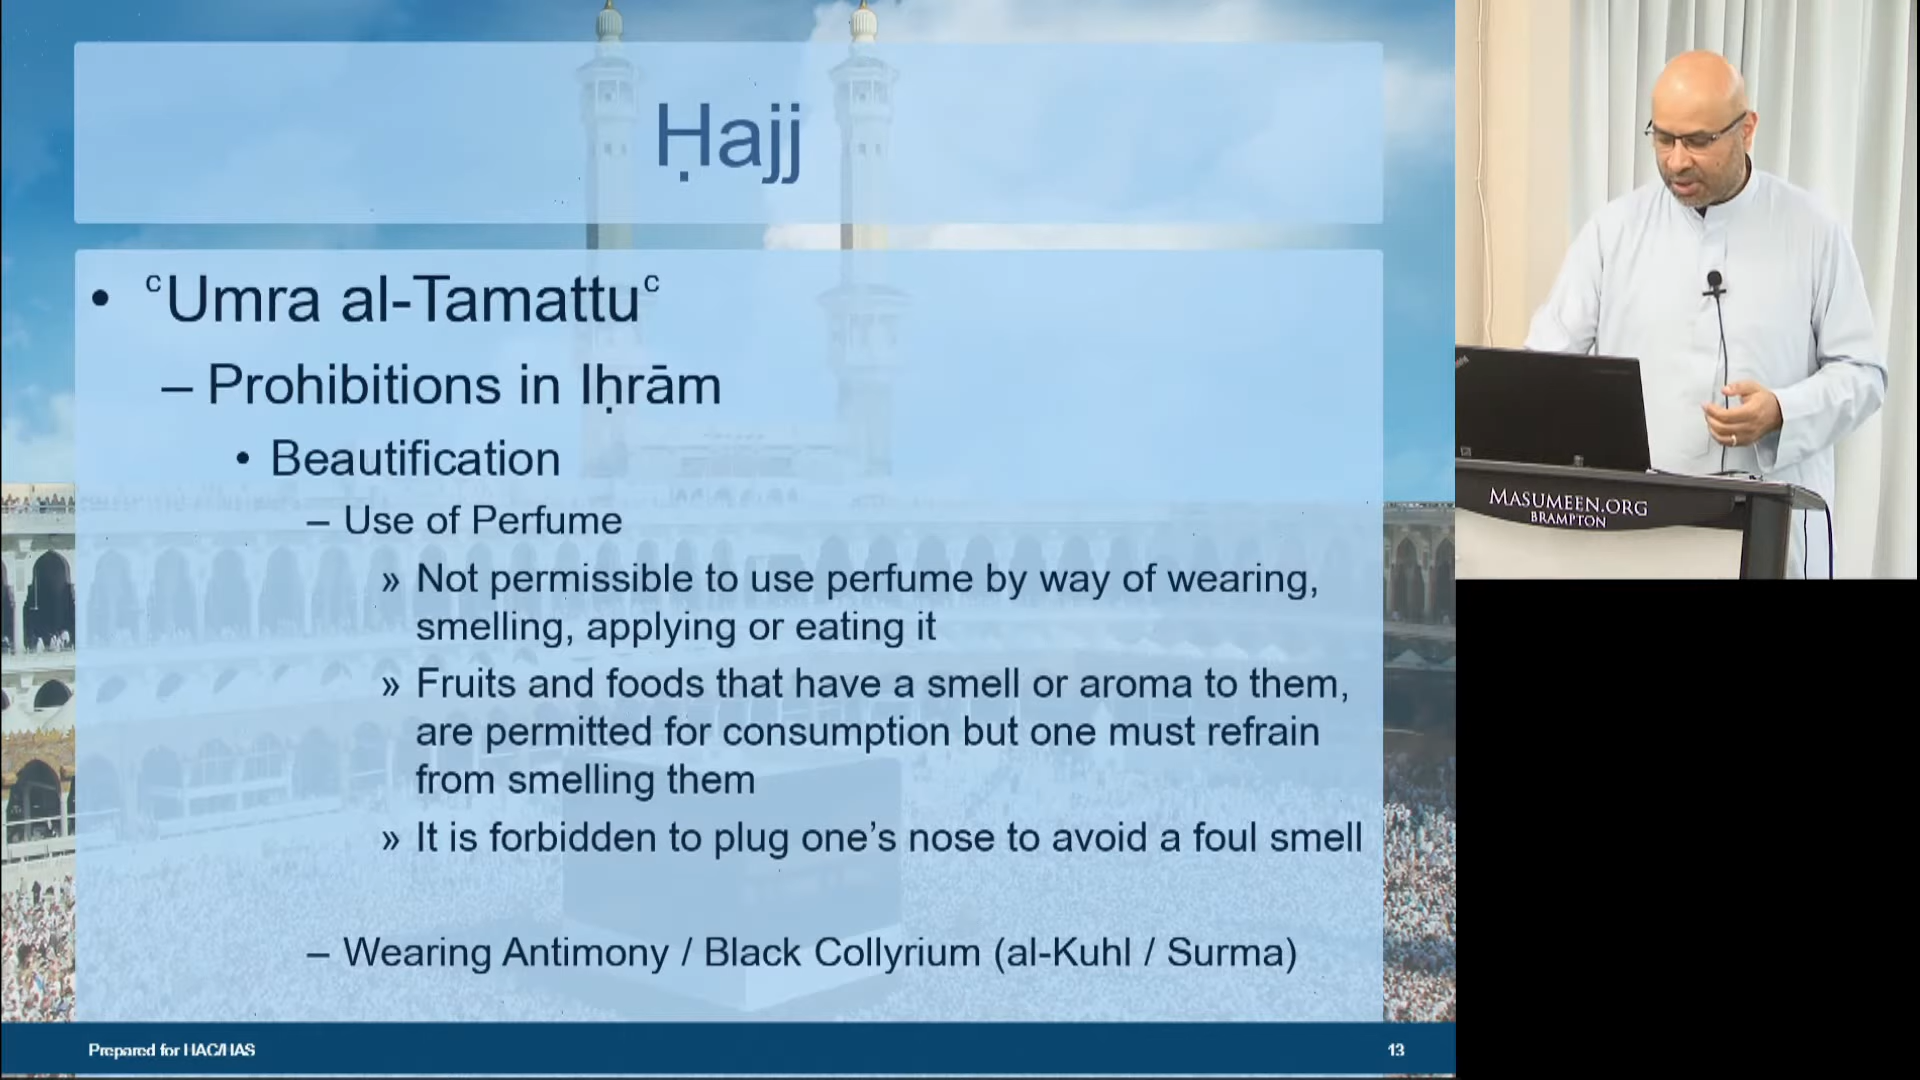 Ḥajj
• ᶜUmra al-Tamattuᶜ
– Prohibitions in Iḥrām
• Beautification
– Use of Perfume
» Not permissible to use perfume by way of wearing,
smelling, applying or eating it
» Fruits and foods that have a smell or aroma to them,
are permitted for consumption but one must refrain
from smelling them
» It is forbidden to plug one’s nose to avoid a foul smell
– Wearing Antimony / Black Collyrium (al-Kuhl / Surma)
Prepared for HAC/HAS
13
MASUMEEN.ORG
BRAMPTON